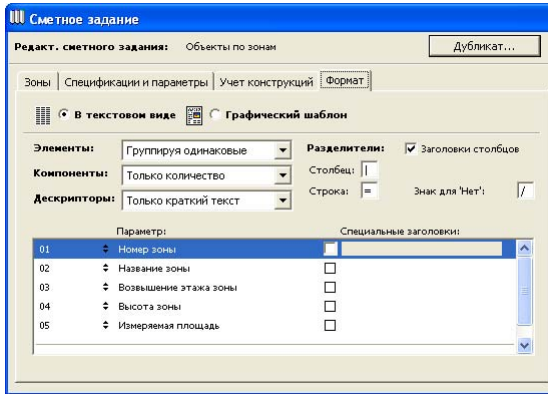 Сметное задание
Редакт. сметного задания: Объекты по зонам Дубликат...
Зоны Спецификации и параметры Учет конструкций Формат
В текстовом виде Графический шаблон
Элементы: Группируя одинаковые Разделители: Заголовки столбцов
Компоненты: Только количество Столбец: |
Дескрипторы: Только краткий текст Строка: = Знак для 'Нет': /
Параметр: Специальные заголовки:
01 Номер зоны
02 Название зоны
03 Возвышение этажа зоны
04 Высота зоны
05 Измеряемая площадь